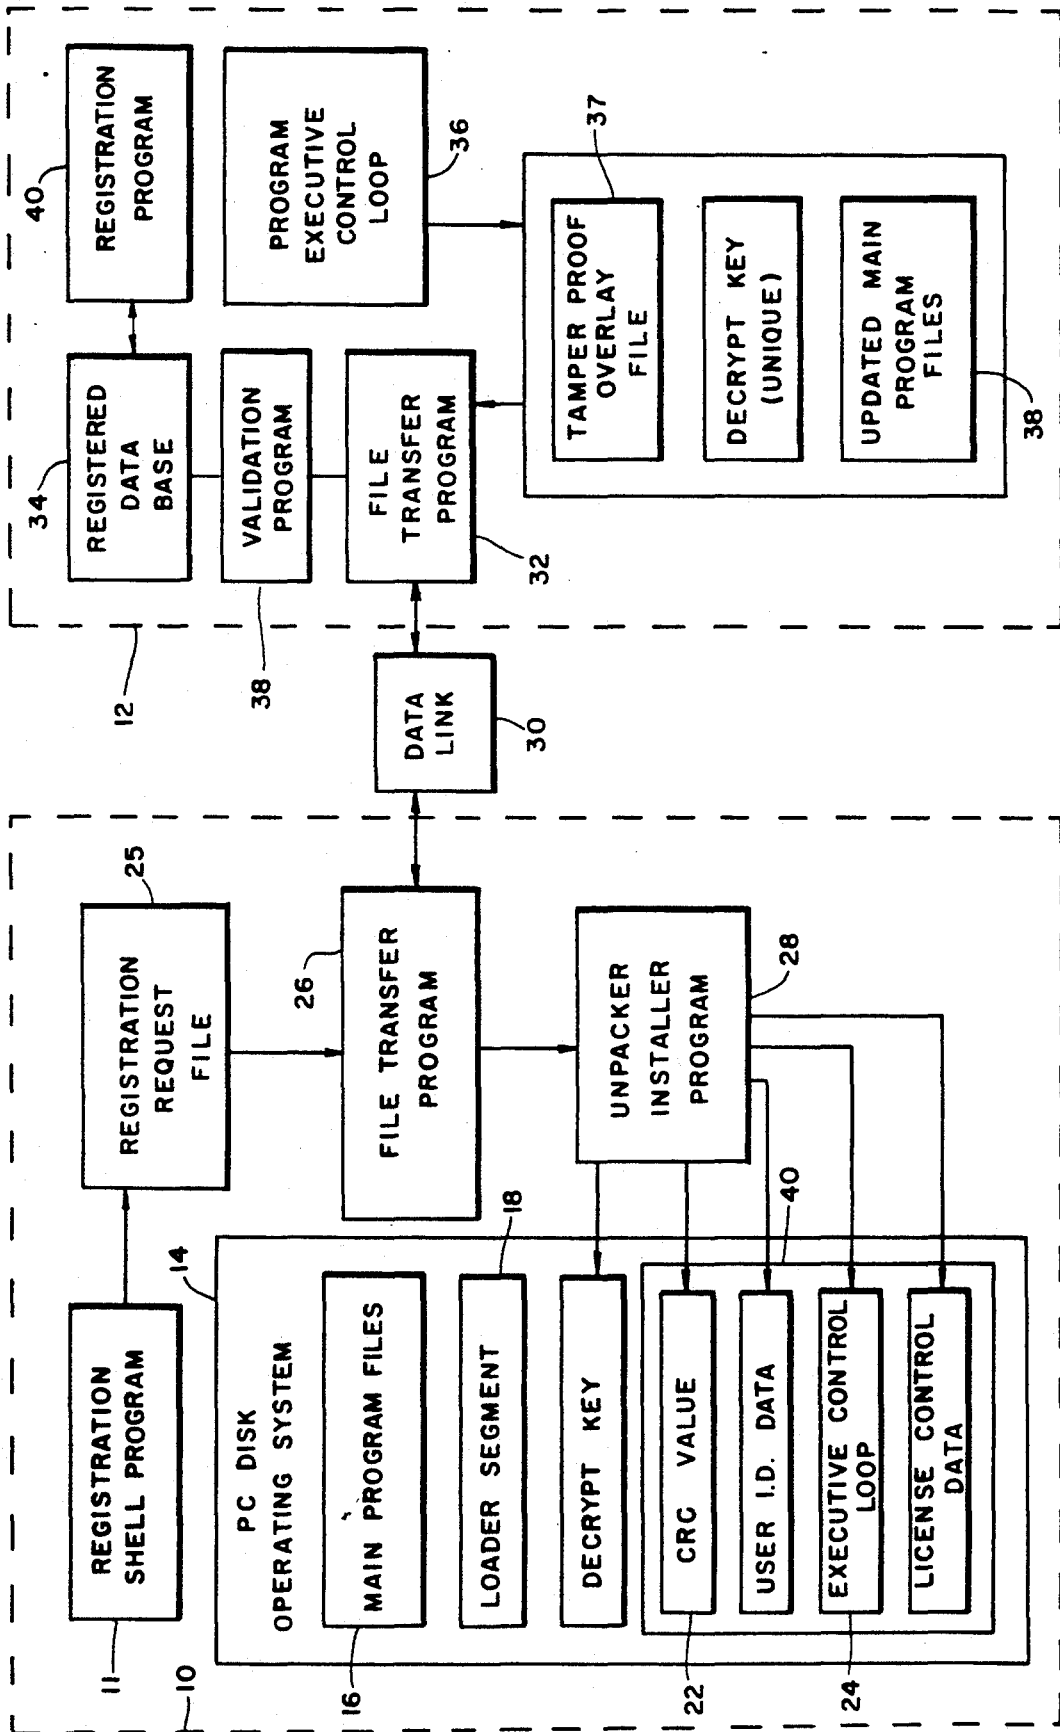 11
REGISTRATION
SHELL PROGRAM
REGISTRATION
REQUEST
FILE
25
10
14
PC DISK
OPERATING SYSTEM
16
MAIN PROGRAM FILES
LOADER SEGMENT
18
DECRYPT KEY
22
CRC VALUE
USER I.D. DATA
24
EXECUTIVE CONTROL
LOOP
LICENSE CONTROL
DATA
40
26
FILE TRANSFER
PROGRAM
UNPACKER
INSTALLER
PROGRAM
28
DATA
LINK
30
12
34
REGISTERED
DATA
BASE
40
REGISTRATION
PROGRAM
38
VALIDATION
PROGRAM
FILE
TRANSFER
PROGRAM
32
PROGRAM
EXECUTIVE
CONTROL
LOOP
36
TAMPER PROOF
OVERLAY
FILE
37
DECRYPT KEY
(UNIQUE)
UPDATED MAIN
PROGRAM
FILES
38